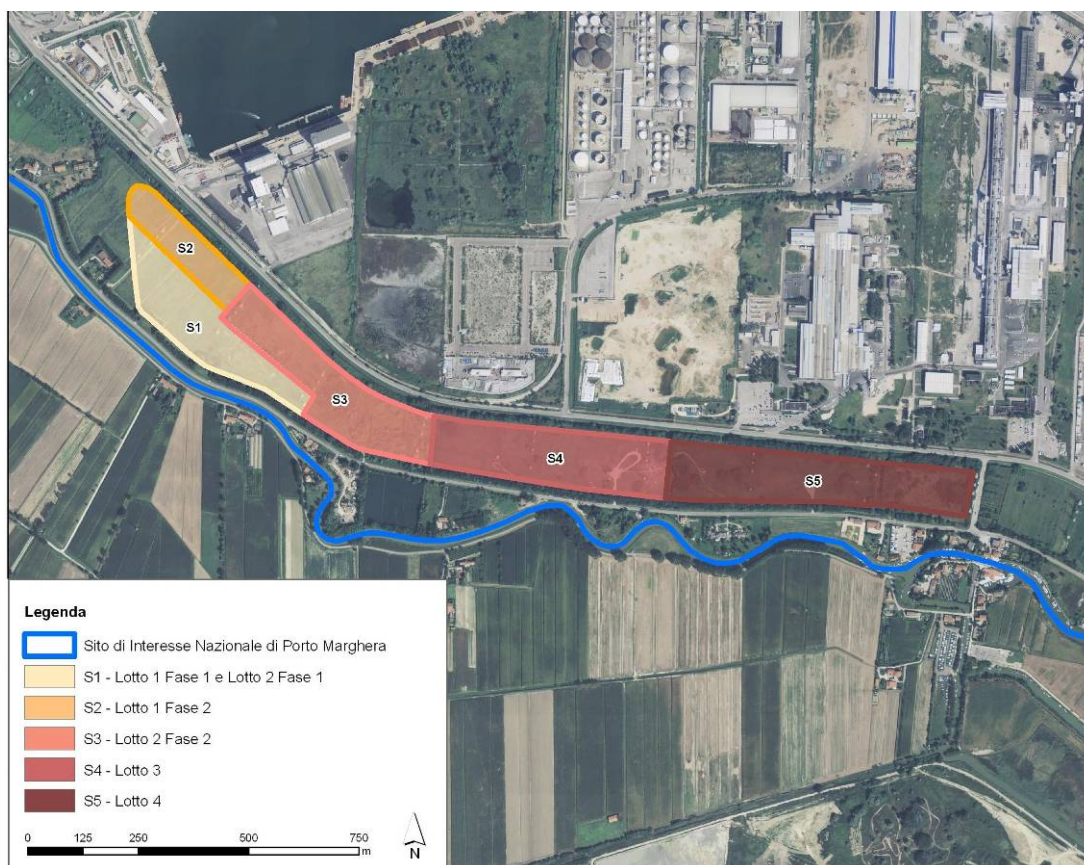 S2
S1
S3
S4
S5
Legenda
Sito di Interesse Nazionale di Porto Marghera
S1 - Lotto 1 Fase 1 e Lotto 2 Fase 1
S2 - Lotto 1 Fase 2
S3 - Lotto 2 Fase 2
S4 - Lotto 3
S5 - Lotto 4
0 125 250 500 750
m
N